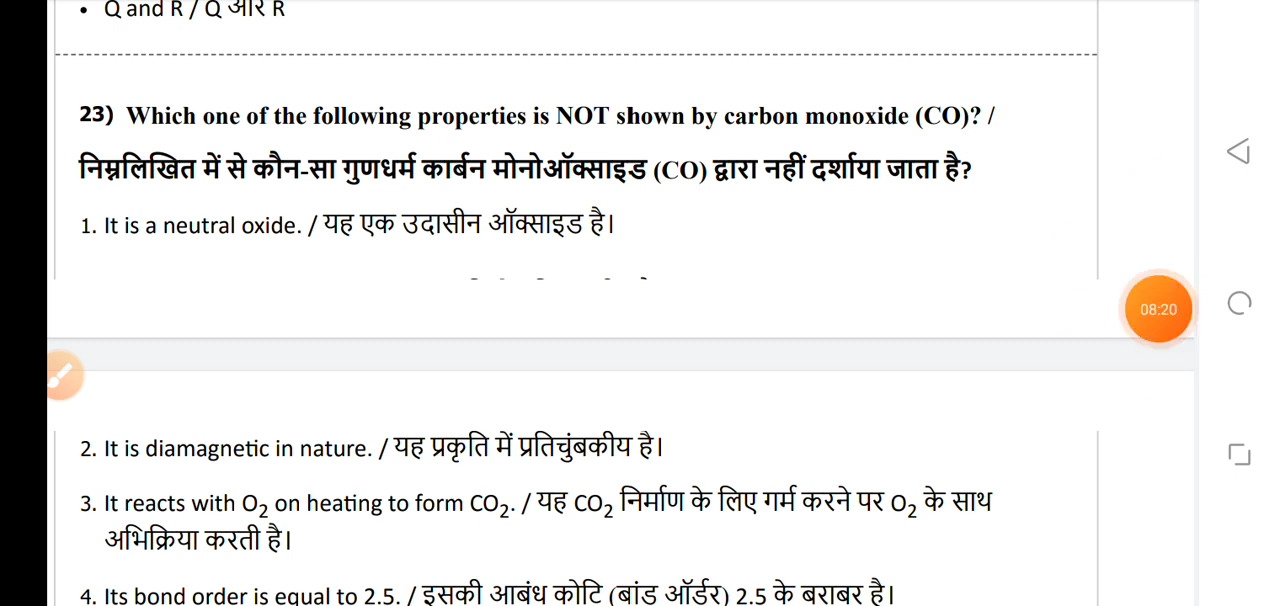 • Q and R / Q और R
23) Which one of the following properties is NOT shown by carbon monoxide (CO)? /
निम्नलिखित में से कौन-सा गुणधर्म कार्बन मोनोऑक्साइड (CO) द्वारा नहीं दर्शाया जाता है?
1. It is a neutral oxide. / यह एक उदासीन ऑक्साइड है।
08:20
2. It is diamagnetic in nature. / यह प्रकृति में प्रतिचुंबकीय है।
3. It reacts with O₂ on heating to form CO₂. / यह CO₂ निर्माण के लिए गर्म करने पर O₂ के साथ
अभिक्रिया करती है।
4. Its bond order is equal to 2.5. / इसकी आबंध कोटि (बांड ऑर्डर) 2.5 के बराबर है।